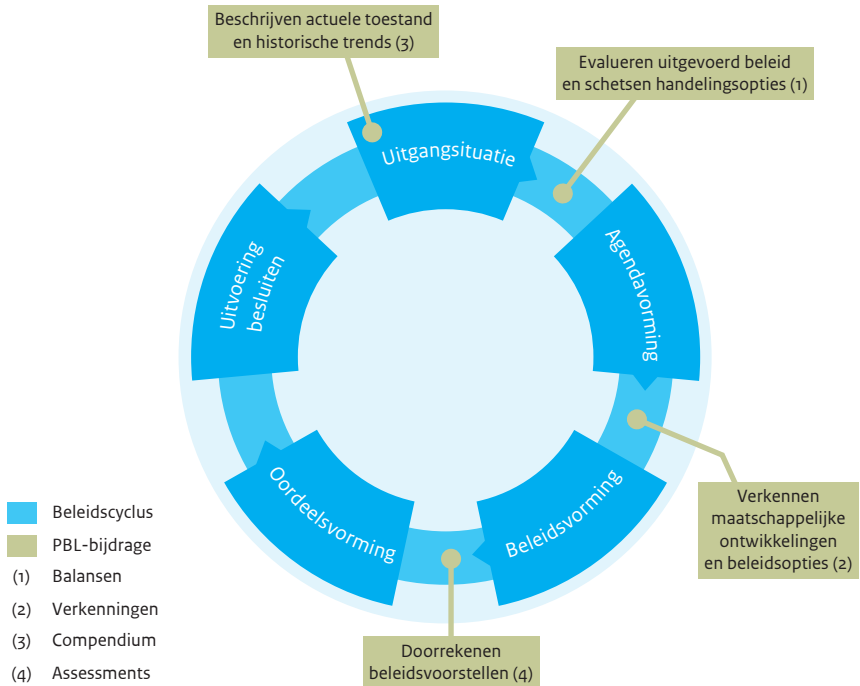 Beschrijven actuele toestand
en historische trends (3)
Evalueren uitgevoerd beleid
en schetsen handelingsopties (1)
Uitgangsituatie
Agendavorming
Uitvoering
besluiten
Oordeelsvorming
Beleidsvorming
Verkennen
maatschappelijke
ontwikkelingen
en beleidsopties (2)
Doorrekenen
beleidsvoorstellen (4)
Beleidscyclus
PBL-bijdrage
(1) Balansen
(2) Verkenningen
(3) Compendium
(4) Assessments